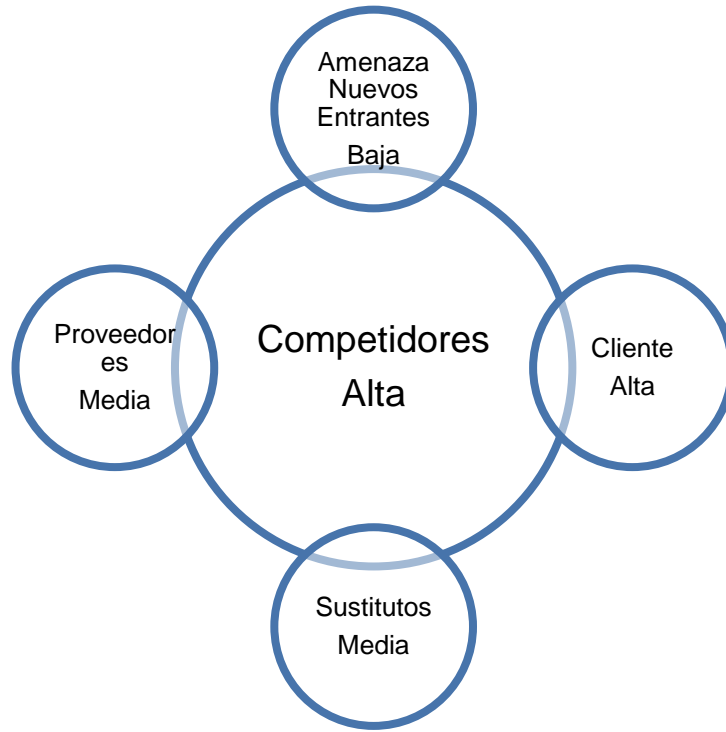 Amenaza
Nuevos
Entrantes
Baja
Proveedor
es
Media
Competidores
Alta
Cliente
Alta
Sustitutos
Media